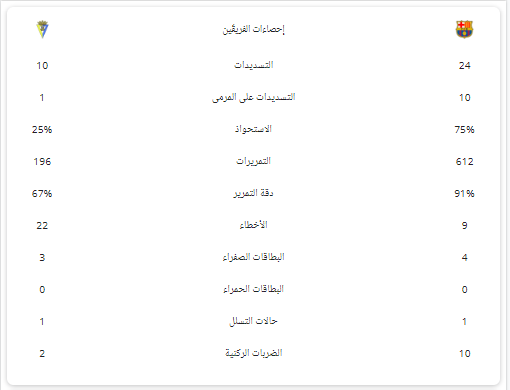 إحصاءات الفريقَين
24 التسديدات 10
10 التسديدات على المرمى 1
75% الاستحواذ 25%
612 التمريرات 196
91% دقة التمرير 67%
9 الأخطاء 22
4 البطاقات الصفراء 3
0 البطاقات الحمراء 0
1 حالات التسلل 1
10 الضربات الركنية 2